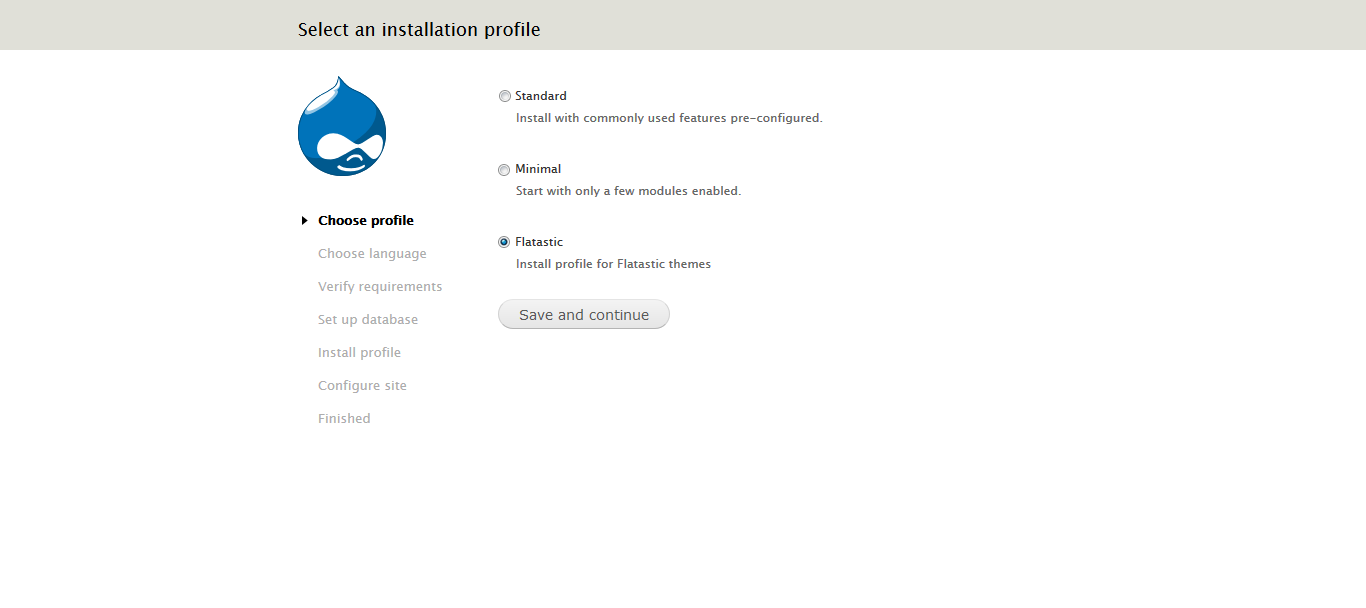 Select an installation profile
Choose profile
Choose language
Verify requirements
Set up database
Install profile
Configure site
Finished
Standard
Install with commonly used features pre-configured.
Minimal
Start with only a few modules enabled.
Flatastic
Install profile for Flatastic themes
Save and continue